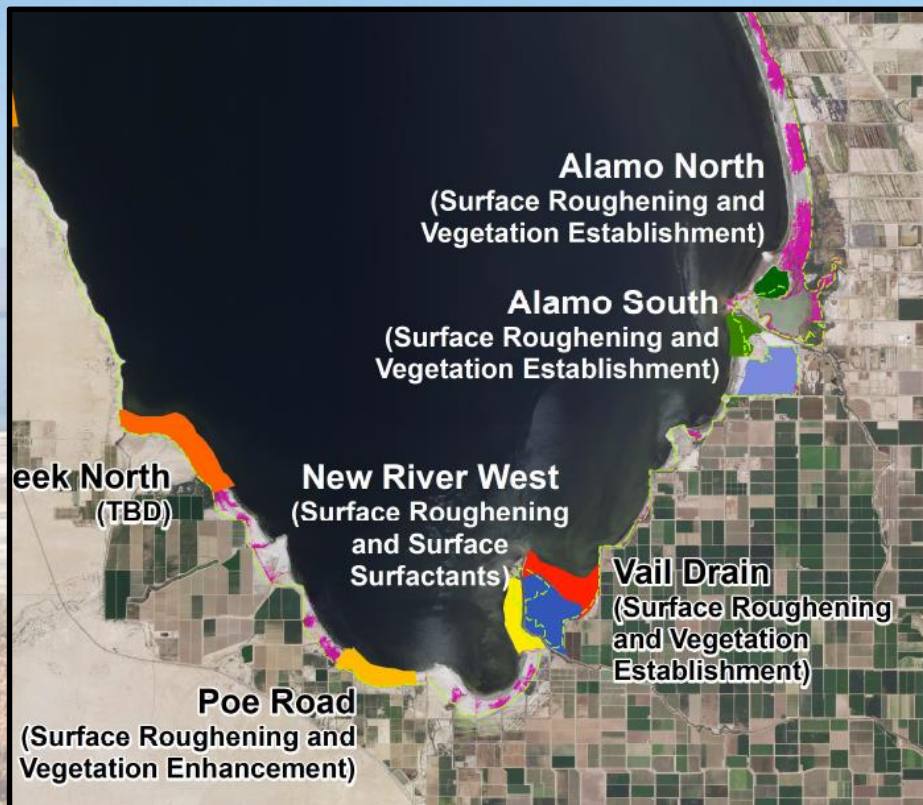 Alamo North
(Surface Roughening and
Vegetation Establishment)
Alamo South
(Surface Roughening and
Vegetation Establishment)
eek North
(TBD)
New River West
(Surface Roughening
and Surface
Surfactants)
Vail Drain
(Surface Roughening
and Vegetation
Establishment)
Poe Road
(Surface Roughening and
Vegetation Enhancement)